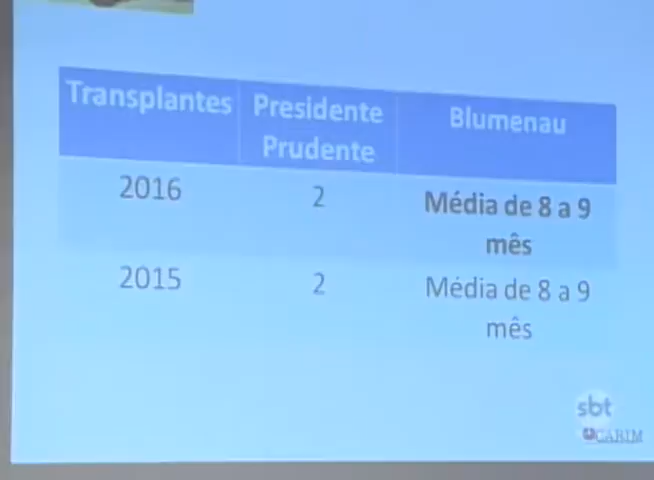 Transplantes Presidente Prudente Blumenau
2016 2 Média de 8 a 9 mês
2015 2 Média de 8 a 9 mês
sbt
CARIM